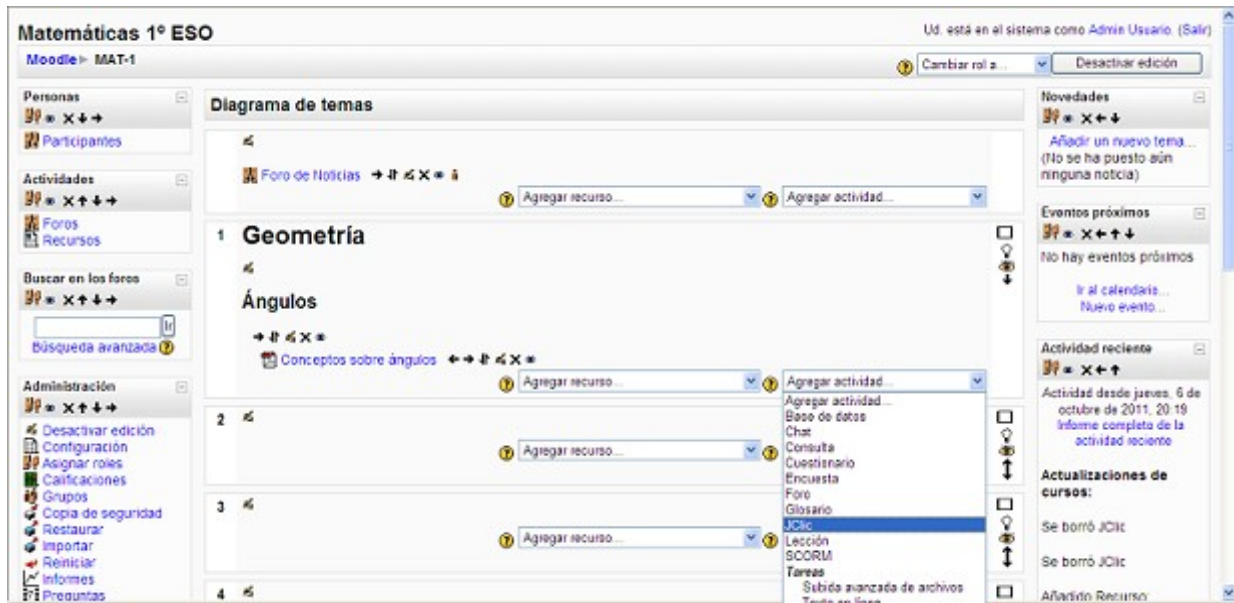 Matemáticas 1º ESO
Ud. está en el sistema como Admin Usuario. (Salir)
Moodle ► MAT-1
Cambiar rol a...
Desactivar edición
Personas
Participantes
Actividades
Foros
Recursos
Buscar en los foros
Ir
Búsqueda avanzada
Administración
Desactivar edición
Configuración
Asignar roles
Calificaciones
Grupos
Copia de seguridad
Restaurar
Importar
Reiniciar
Informes
Preguntas
Diagrama de temas
Foro de Noticias
Agregar recurso...
Agregar actividad...
1 Geometría
Ángulos
Conceptos sobre ángulos
Agregar recurso...
Agregar actividad...
Agregar actividad...
Base de datos
Chat
Consulta
Cuestionario
Encuesta
Foro
Glosario
JClic
Lección
SCORM
Tareas
Subida avanzada de archivos
Texto en línea
2
Agregar recurso...
3
Agregar recurso...
4
Novedades
Añadir un nuevo tema...
(No se ha puesto aún
ninguna noticia)
Eventos próximos
No hay eventos próximos
Ir al calendario...
Nuevo evento...
Actividad reciente
Actividad desde jueves, 6 de
octubre de 2011, 20:19
Informe completo de la
actividad reciente
Actualizaciones de
cursos:
Se borró JClic
Se borró JClic
Añadido Recurso: